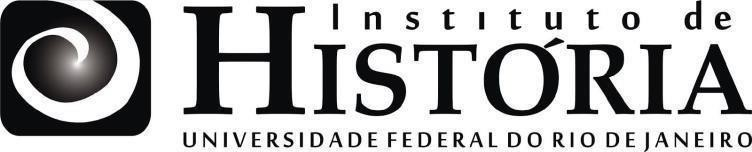 Instituto de
HISTÓRIA
UNIVERSIDADE FEDERAL DO RIO DE JANEIRO